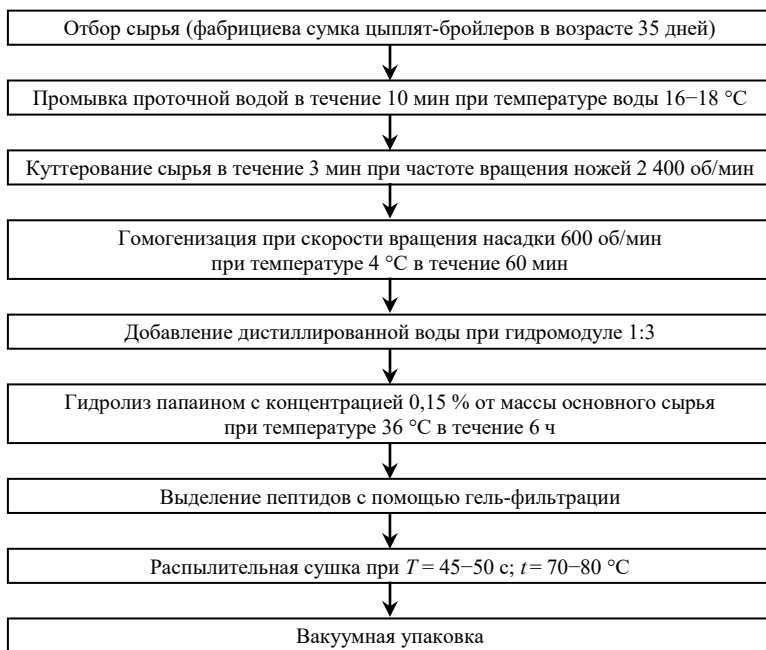 Отбор сырья (фабрициева сумка цыплят-бройлеров в возрасте 35 дней)
Промывка проточной водой в течение 10 мин при температуре воды 16−18 °С
Куттерование сырья в течение 3 мин при частоте вращения ножей 2 400 об/мин
Гомогенизация при скорости вращения насадки 600 об/мин
при температуре 4 °С в течение 60 мин
Добавление дистиллированной воды при гидромодуле 1:3
Гидролиз папаином с концентрацией 0,15 % от массы основного сырья
при температуре 36 °С в течение 6 ч
Выделение пептидов с помощью гель-фильтрации
Распылительная сушка при T = 45−50 с; t = 70−80 °С
Вакуумная упаковка